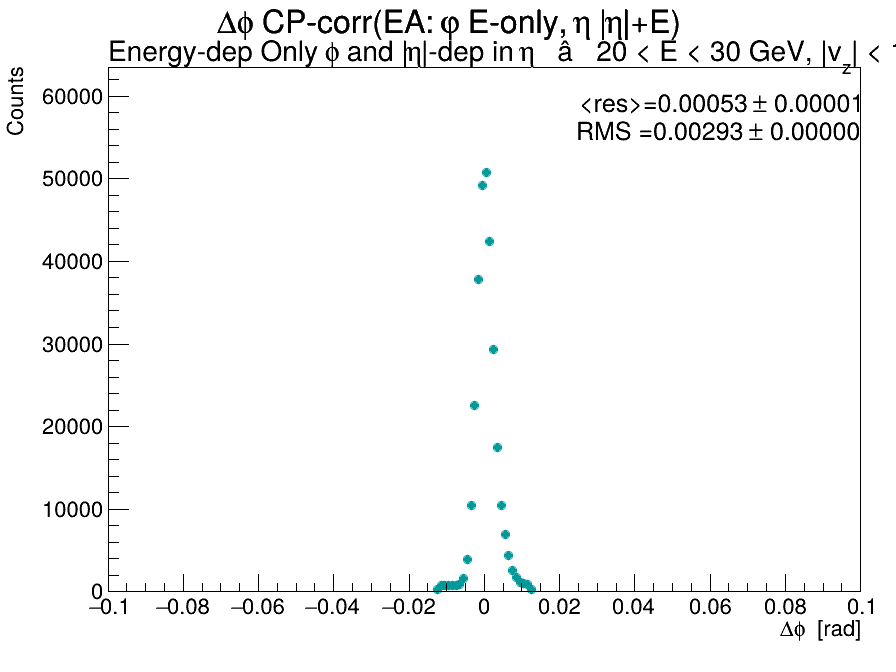 Δϕ CP-corr(EA: φ E-only, η |η|+E)
Energy-dep Only ϕ and |η|-dep in η â 20 < E < 30 GeV, |v_z| < 1
Counts
<res>=0.00053 ± 0.00001
RMS =0.00293 ± 0.00000
60000
50000
40000
30000
20000
10000
0
−0.1 −0.08 −0.06 −0.04 −0.02 0 0.02 0.04 0.06 0.08 0.1
Δϕ [rad]